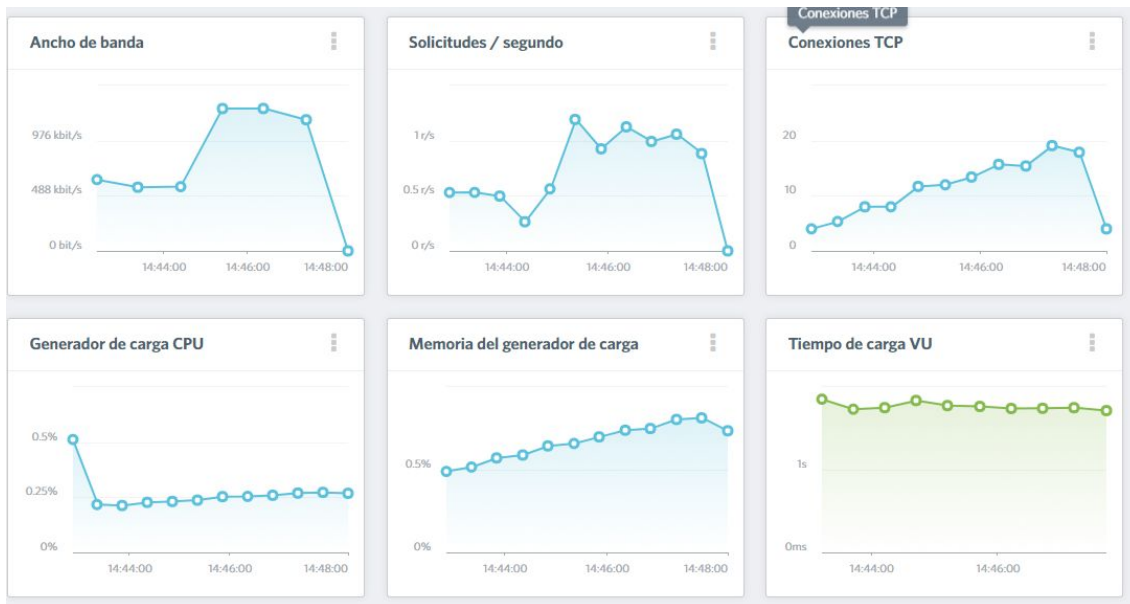 Conexiones TCP
Ancho de banda
976 kbit/s
488 kbit/s
0 bit/s
14:44:00 14:46:00 14:48:00
Solicitudes / segundo
1 r/s
0.5 r/s
0 r/s
14:44:00 14:46:00 14:48:00
Conexiones TCP
20
10
0
14:44:00 14:46:00 14:48:00
Generador de carga CPU
0.5%
0.25%
0%
14:44:00 14:46:00 14:48:00
Memoria del generador de carga
0.5%
0%
14:44:00 14:46:00 14:48:00
Tiempo de carga VU
1s
0ms
14:44:00 14:46:00